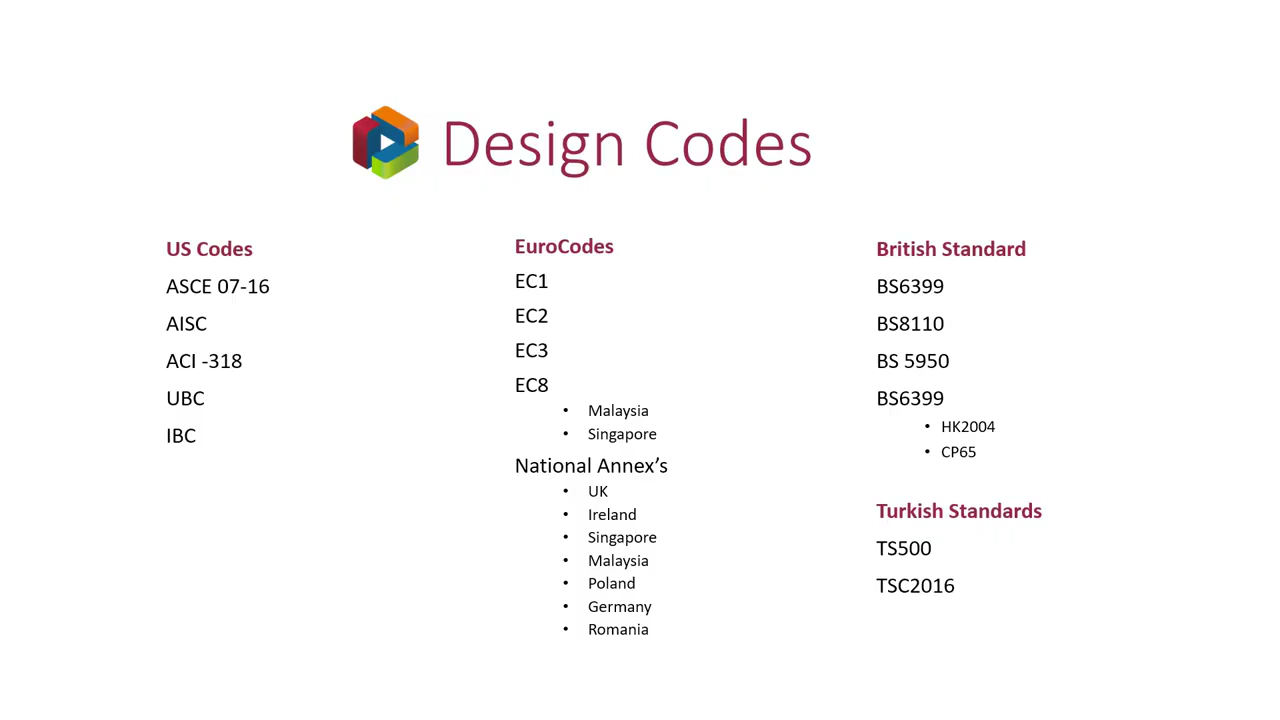 Design Codes
US Codes
ASCE 07-16
AISC
ACI -318
UBC
IBC
EuroCodes
EC1
EC2
EC3
EC8
• Malaysia
• Singapore
National Annex’s
• UK
• Ireland
• Singapore
• Malaysia
• Poland
• Germany
• Romania
British Standard
BS6399
BS8110
BS 5950
BS6399
• HK2004
• CP65
Turkish Standards
TS500
TSC2016